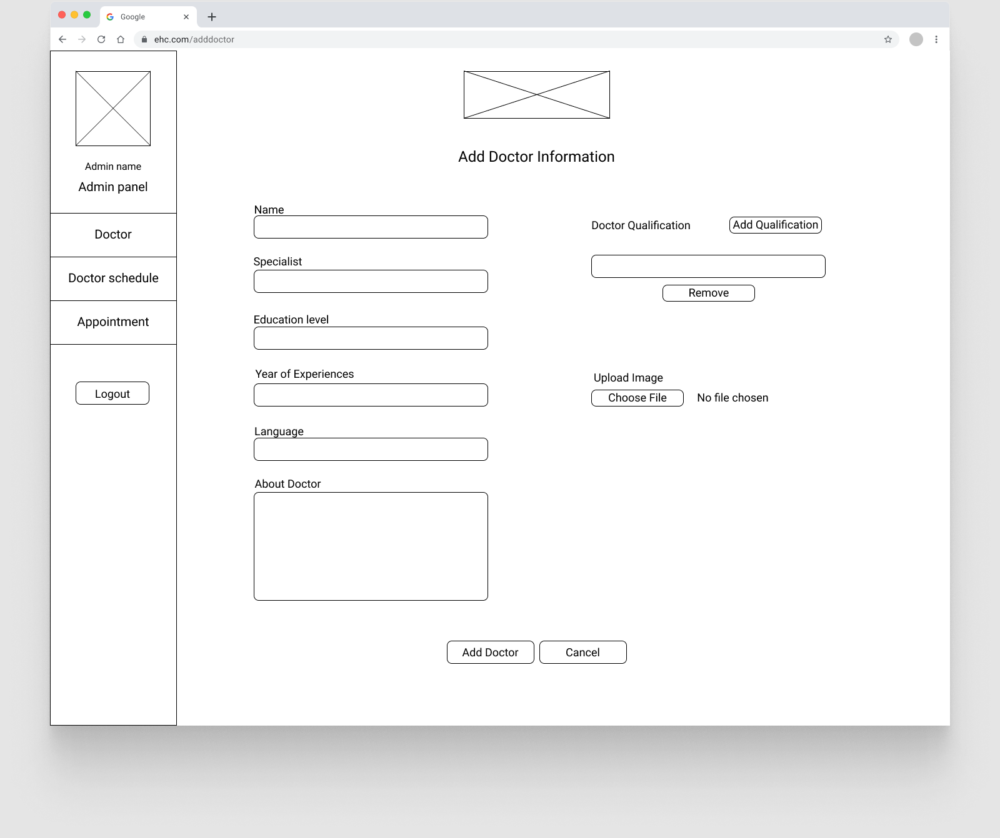 Google
ehc.com/adddoctor
Admin name
Admin panel
Doctor
Doctor schedule
Appointment
Logout
Add Doctor Information
Name
Specialist
Education level
Year of Experiences
Language
About Doctor
Doctor Qualification
Add Qualification
Remove
Upload Image
Choose File
No file chosen
Add Doctor
Cancel